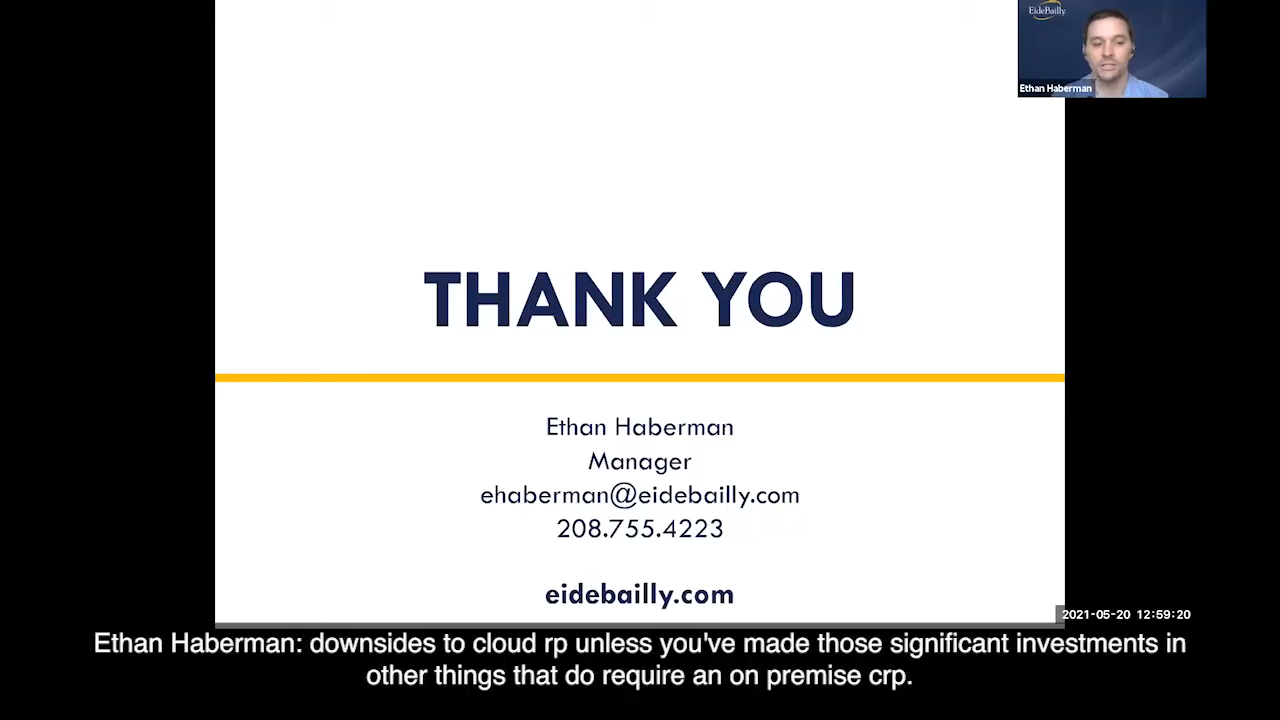 EideBailly
Ethan Haberman
THANK YOU
Ethan Haberman
Manager
ehaberman@eidebailly.com
208.755.4223
eidebailly.com
2021-05-20 12:59:20
Ethan Haberman: downsides to cloud rp unless you've made those significant investments in
other things that do require an on premise crp.